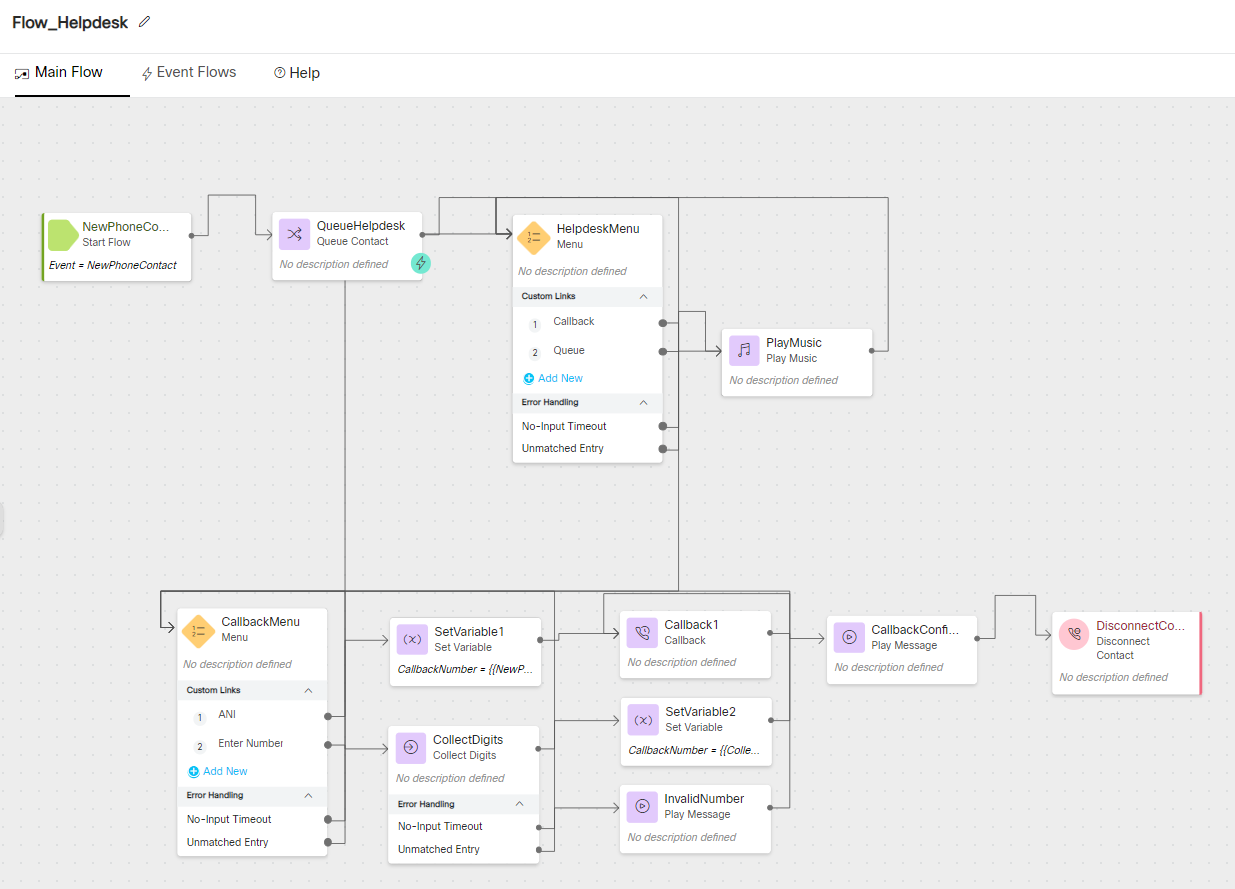 Flow_Helpdesk
Main Flow
Event Flows
Help
NewPhoneCo...
Start Flow
Event = NewPhoneContact
QueueHelpdesk
Queue Contact
No description defined
HelpdeskMenu
Menu
No description defined
Custom Links
1 Callback
2 Queue
Add New
Error Handling
No-Input Timeout
Unmatched Entry
PlayMusic
Play Music
No description defined
CallbackMenu
Menu
No description defined
Custom Links
1 ANI
2 Enter Number
Add New
Error Handling
No-Input Timeout
Unmatched Entry
SetVariable1
Set Variable
CallbackNumber = {{NewP...
CollectDigits
Collect Digits
No description defined
Error Handling
No-Input Timeout
Unmatched Entry
Callback1
Callback
No description defined
SetVariable2
Set Variable
CallbackNumber = {{Colle...
InvalidNumber
Play Message
No description defined
CallbackConfi...
Play Message
No description defined
DisconnectCo...
Disconnect
Contact
No description defined